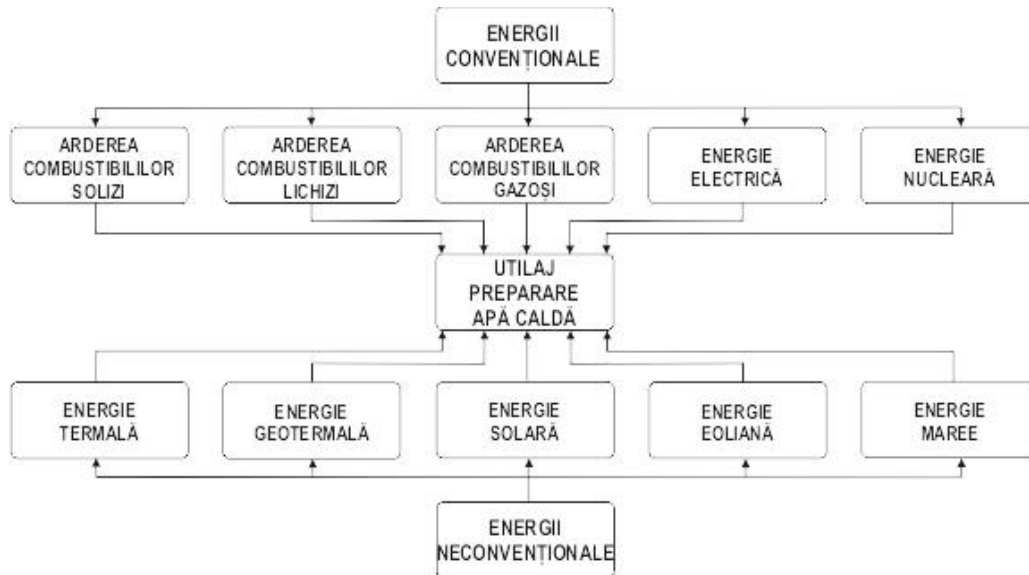 ENERGII
CONVENȚIONALE
ARDEREA
COMBUSTIBILILOR
SOLIZI
ARDEREA
COMBUSTIBILILOR
LICHIZI
ARDEREA
COMBUSTIBILILOR
GAZOȘI
ENERGIE
ELECTRICĂ
ENERGIE
NUCLEARĂ
UTILAJ
PREPARARE
APĂ CALDĂ
ENERGIE
TERMALĂ
ENERGIE
GEOTERMALĂ
ENERGIE
SOLARĂ
ENERGIE
EOLIANĂ
ENERGIE
MAREE
ENERGII
NECONVENȚIONALE